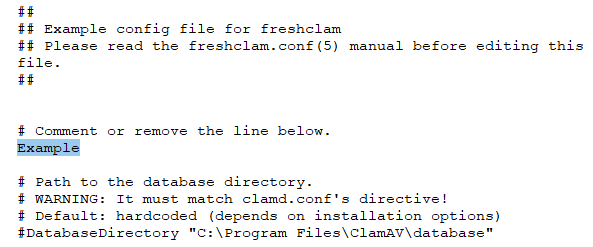 ##
## Example config file for freshclam
## Please read the freshclam.conf(5) manual before editing this
file.
##
# Comment or remove the line below.
Example
# Path to the database directory.
# WARNING: It must match clamd.conf's directive!
# Default: hardcoded (depends on installation options)
#DatabaseDirectory "C:\Program Files\ClamAV\database"